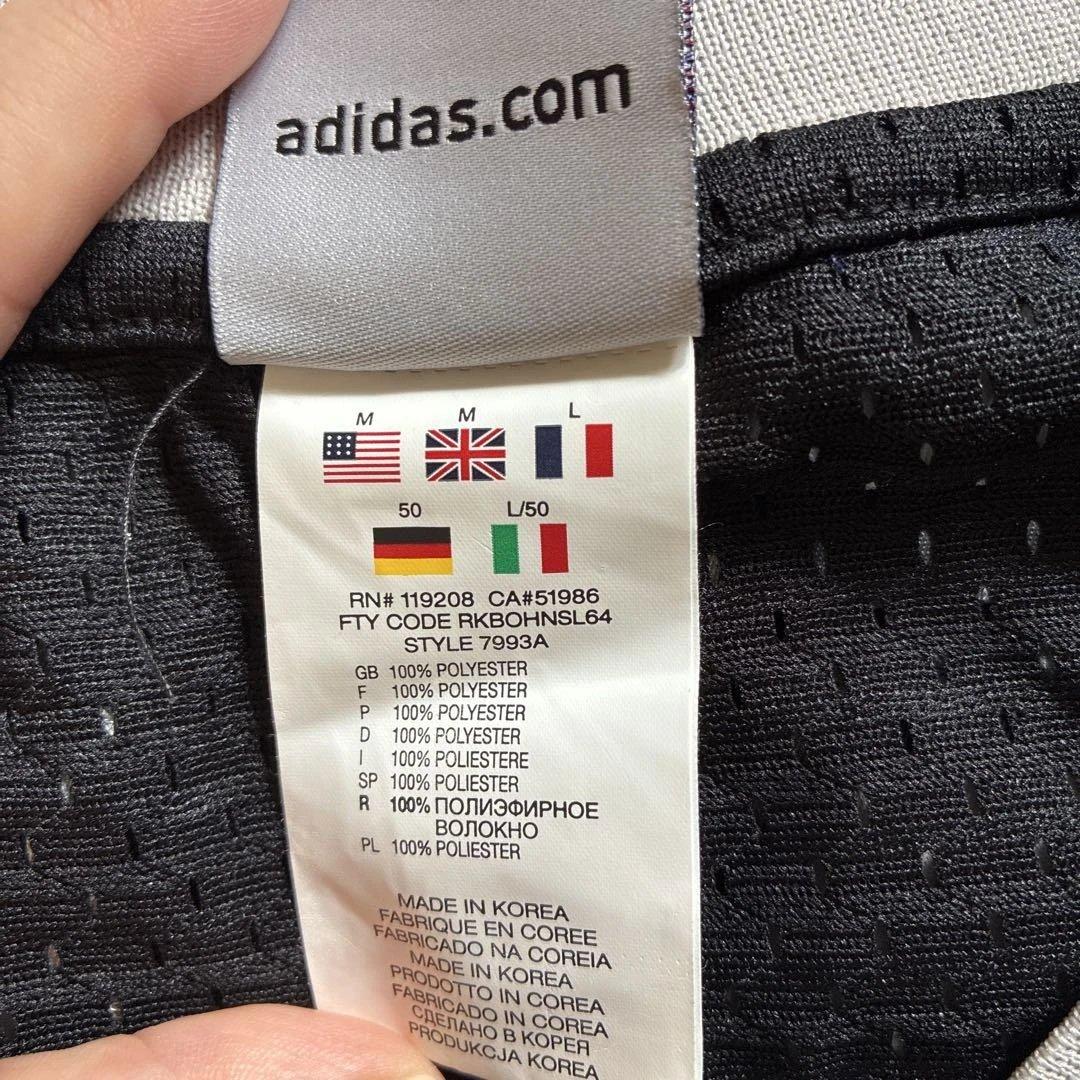 adidas.com
M M L
50 L/50
RN# 119208 CA#51986
FTY CODE RKBOHNSL64
STYLE 7993A
GB 100% POLYESTER
F 100% POLYESTER
P 100% POLYESTER
D 100% POLYESTER
I 100% POLIESTERE
SP 100% POLIESTER
R 100% ПОЛИЭФИРНОЕ
ВОЛОКНО
PL 100% POLIESTER
MADE IN KOREA
FABRIQUE EN COREE
FABRICADO NA COREIA
MADE IN KOREA
PRODOTTO IN COREA
FABRICADO IN COREA
СДЕЛАНО В КОРЕЯ
PRODUKCJA KOREA